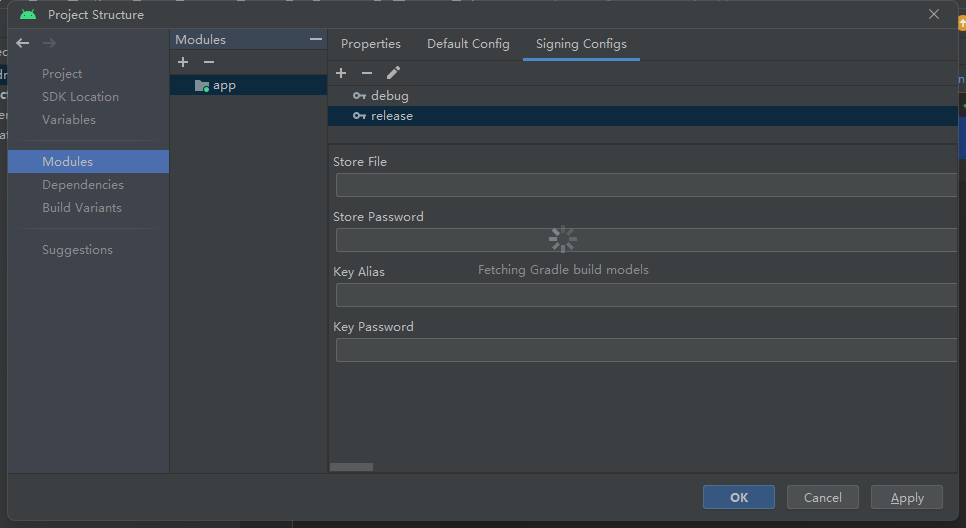 Project Structure
Project
SDK Location
Variables
Modules
Dependencies
Build Variants
Suggestions
Modules
app
Properties Default Config Signing Configs
debug
release
Store File
Store Password
Fetching Gradle build models
Key Alias
Key Password
OK Cancel Apply